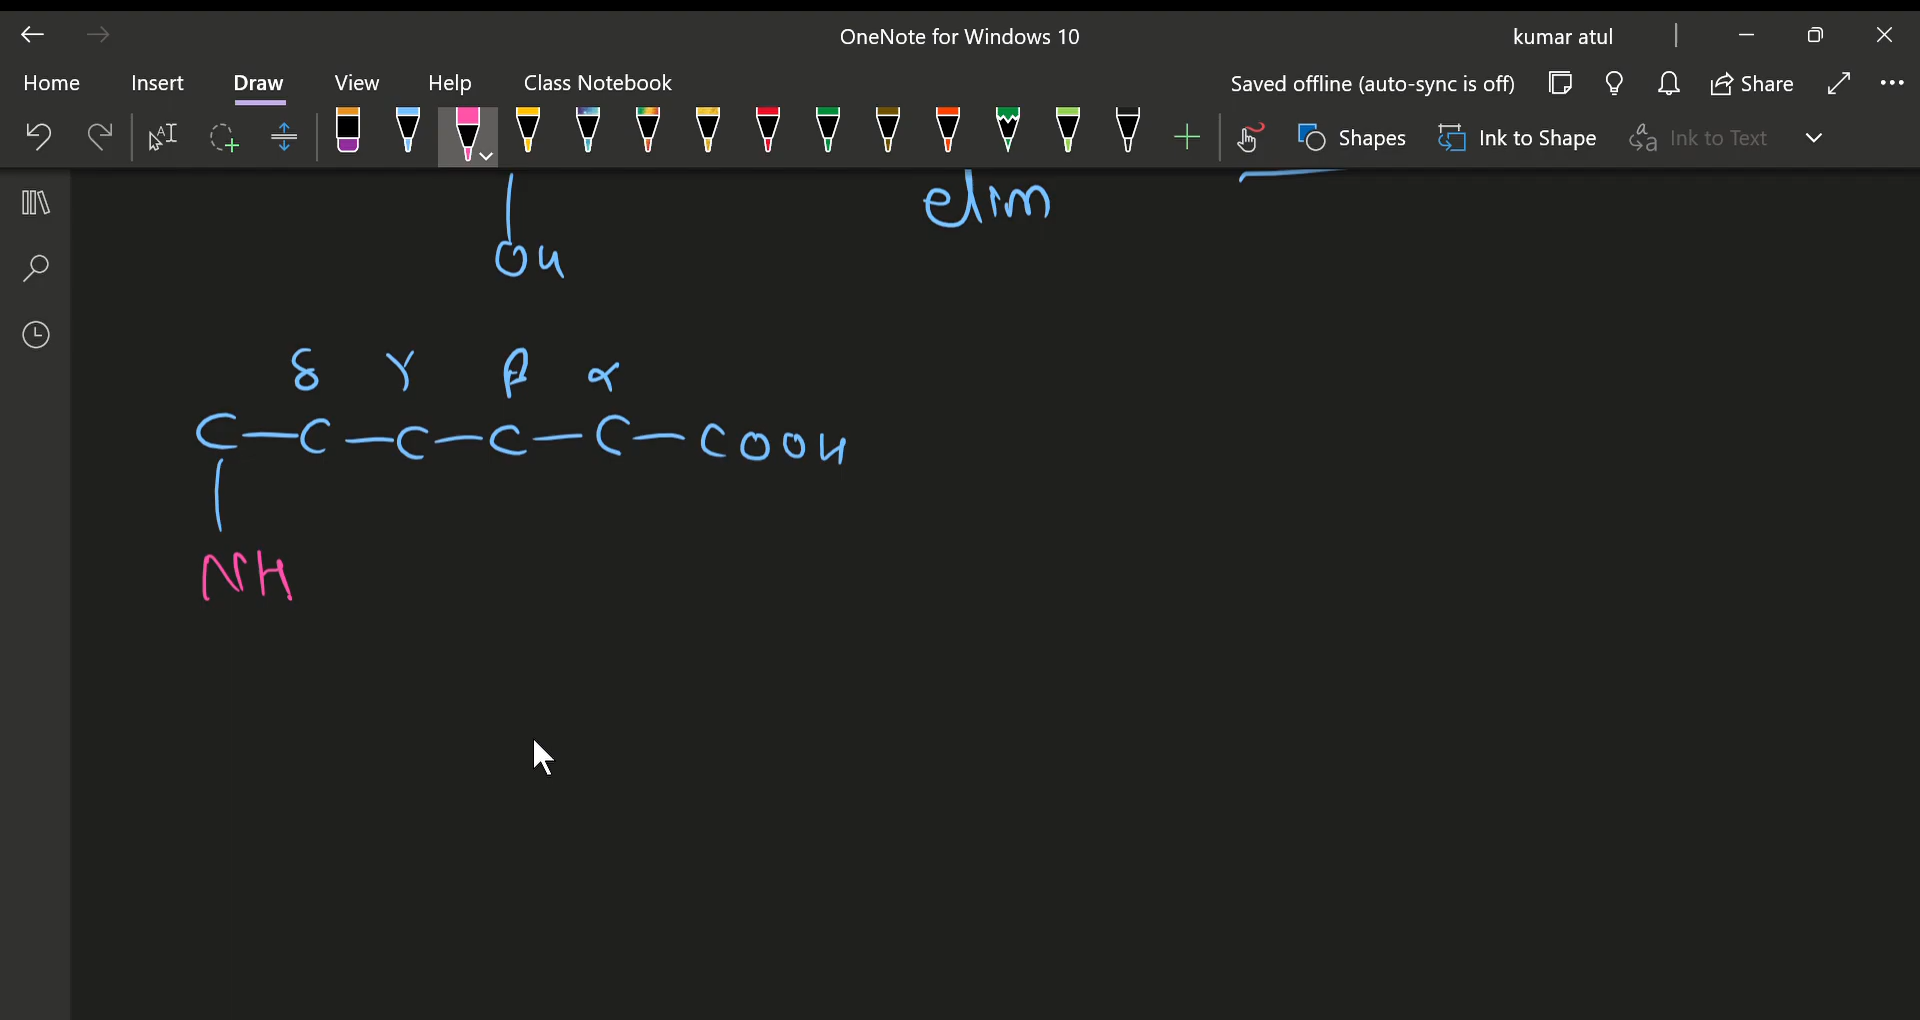 OneNote for Windows 10
kumar atul
Home Insert Draw View Help Class Notebook
Saved offline (auto-sync is off) Share
Shapes Ink to Shape Ink to Text
elim
OH
δ γ β α
C—C—C—C—C—COOH
NH